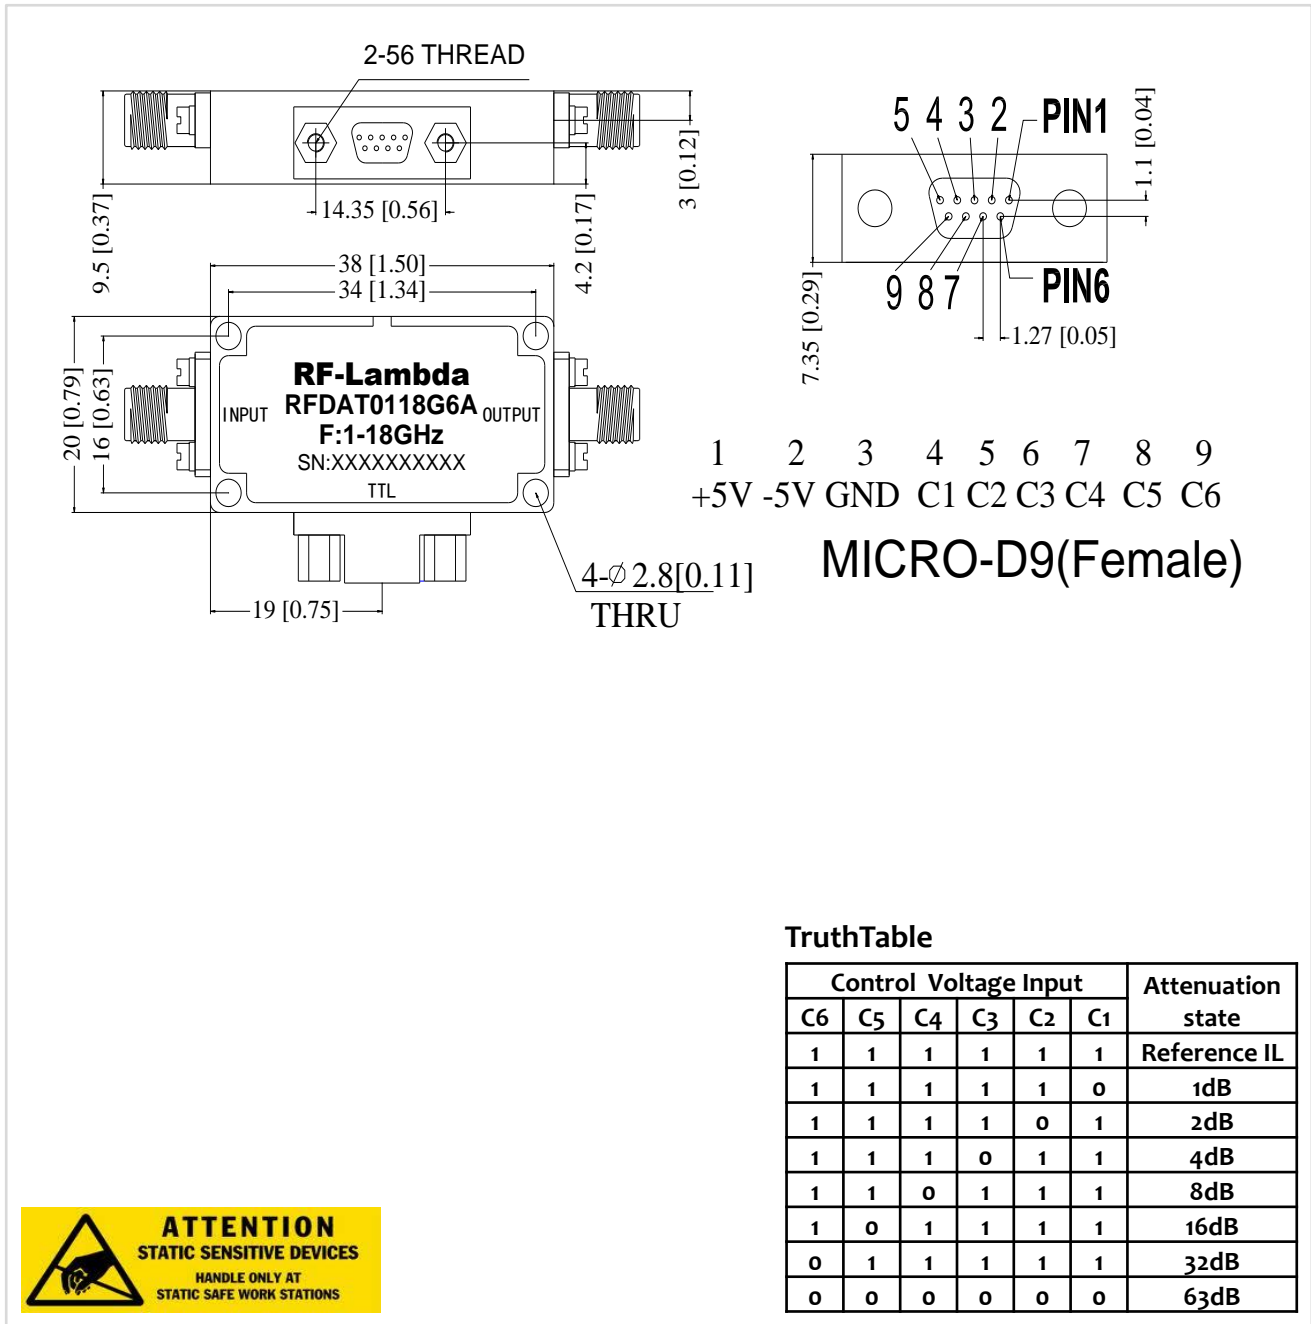 2-56 THREAD
9.5 [0.37]
14.35 [0.56]
4.2 [0.17]
3 [0.12]
5 4 3 2 PIN1
1.1 [0.04]
7.35 [0.29]
9 8 7 PIN6
1.27 [0.05]
38 [1.50]
34 [1.34]
20 [0.79]
16 [0.63]
RF-Lambda
RFDAT0118G6A
INPUT
OUTPUT
F:1-18GHz
SN:XXXXXXXXXX
TTL
19 [0.75]
4-∅ 2.8[0.11]
THRU
1 2 3 4 5 6 7 8 9
+5V -5V GND C1 C2 C3 C4 C5 C6
MICRO-D9(Female)
TruthTable
Control Voltage Input Attenuation state
C6 C5 C4 C3 C2 C1
1 1 1 1 1 1 Reference IL
1 1 1 1 1 0 1dB
1 1 1 1 0 1 2dB
1 1 1 0 1 1 4dB
1 1 0 1 1 1 8dB
1 0 1 1 1 1 16dB
0 1 1 1 1 1 32dB
0 0 0 0 0 0 63dB
ATTENTION
STATIC SENSITIVE DEVICES
HANDLE ONLY AT
STATIC SAFE WORK STATIONS